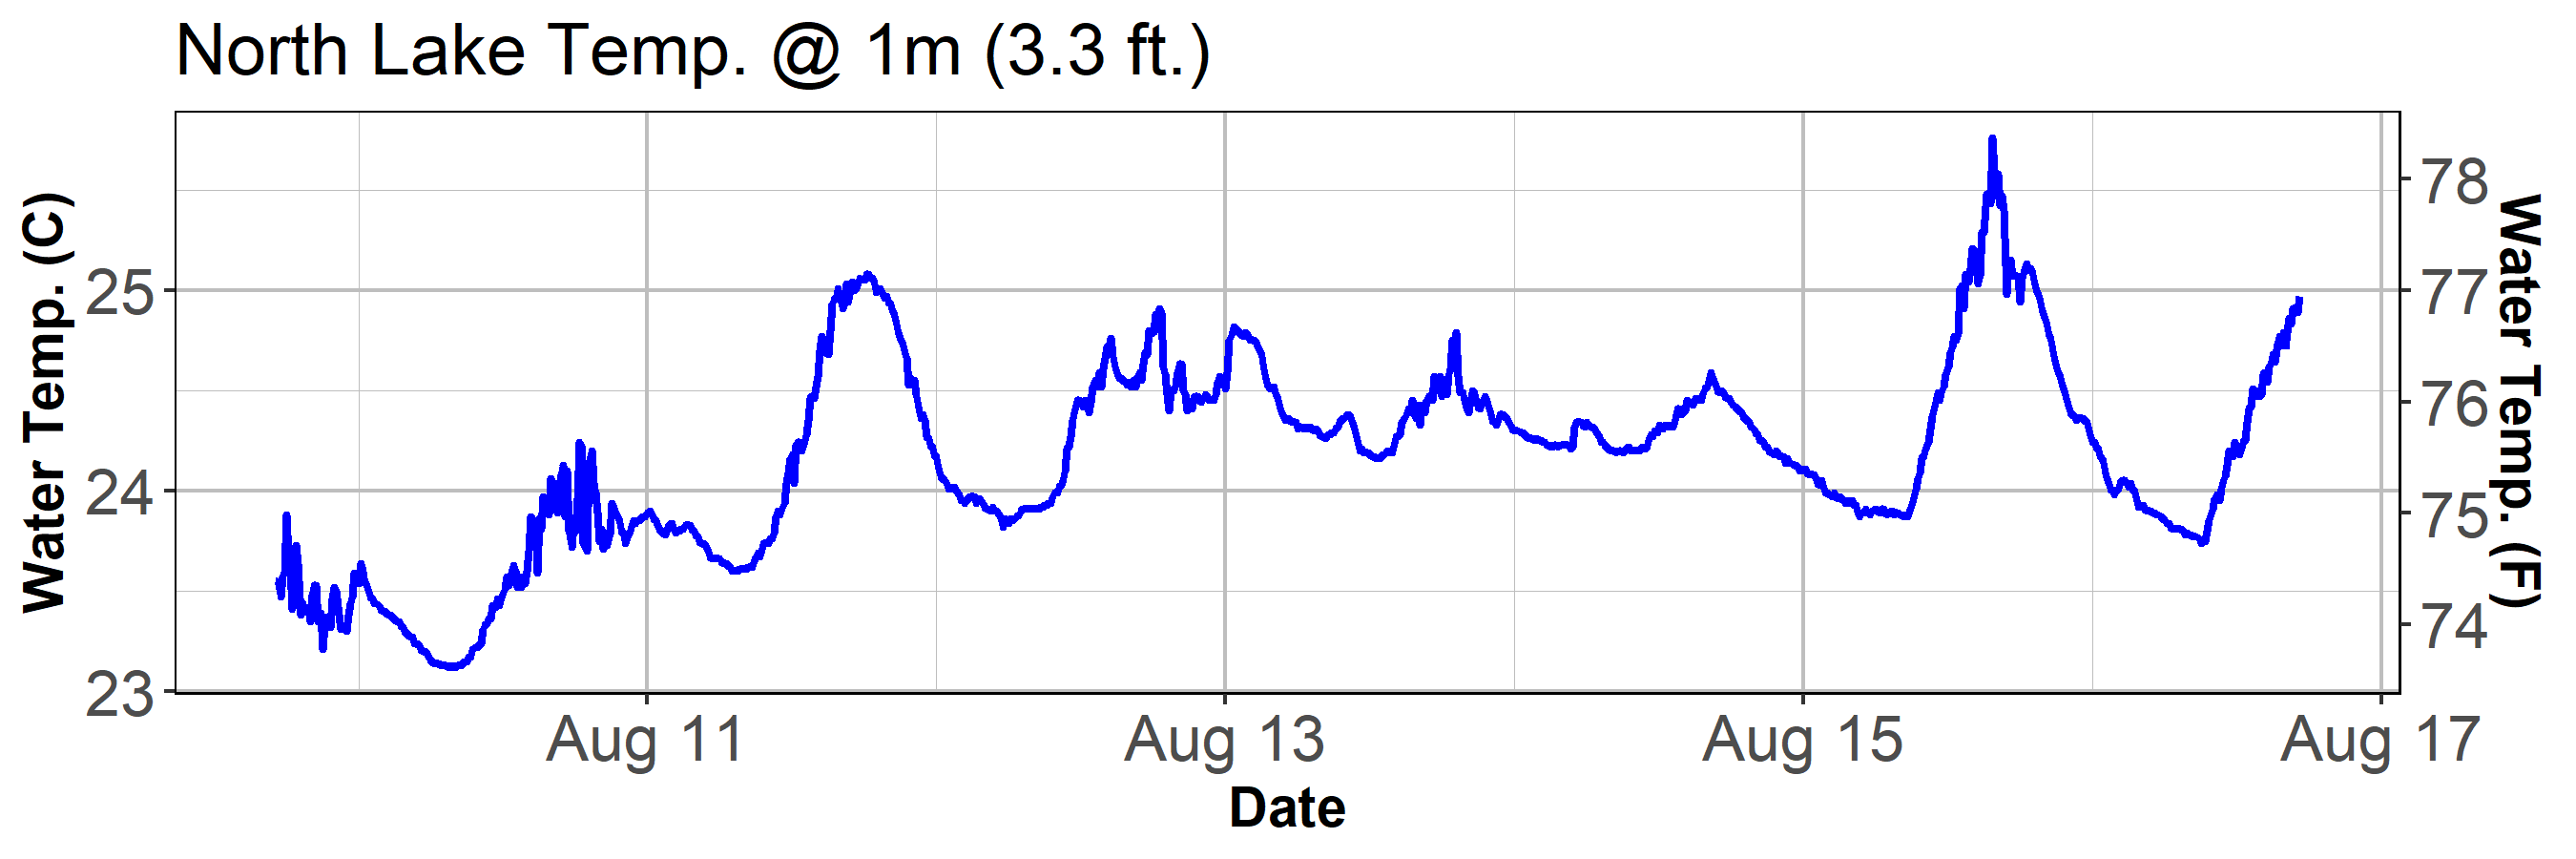 North Lake Temp. @ 1m (3.3 ft.)
Water Temp. (C)
25
24
23
78
77
76
75
74
Water Temp. (F)
Aug 11 Aug 13 Aug 15 Aug 17
Date